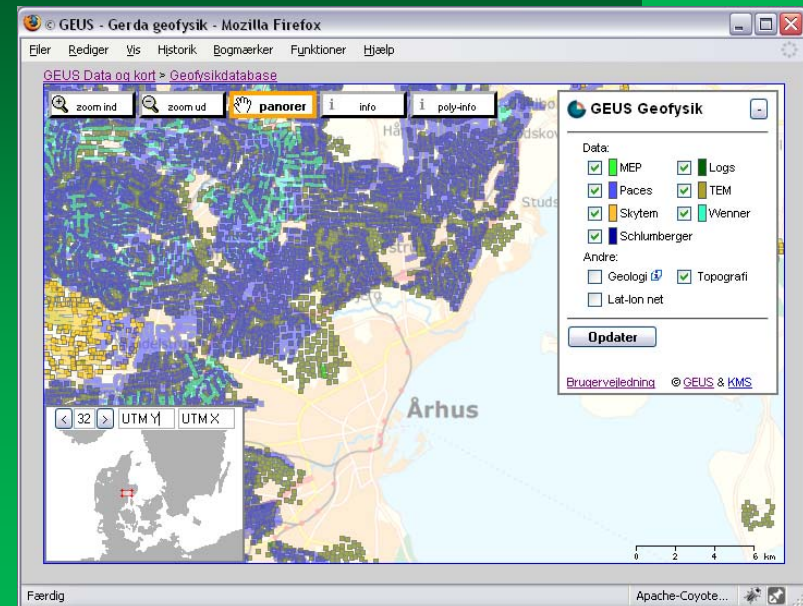 © GEUS - Gerda geofysik - Mozilla Firefox
Filer Rediger Vis Historik Bogmærker Funktioner Hjælp
GEUS Data og kort > Geofysikdatabase
zoom ind zoom ud panorer i info i poly-info
GEUS Geofysik -
Data:
MEP Logs
Paces TEM
Skytem Wenner
Schlumberger
Andre:
Geologi Topografi
Lat-lon net
Opdater
Brugervejledning © GEUS & KMS
Studs
Århus
< 32 > UTM Y UTM X
0 2 4 6 km
Færdig Apache-Coyote...